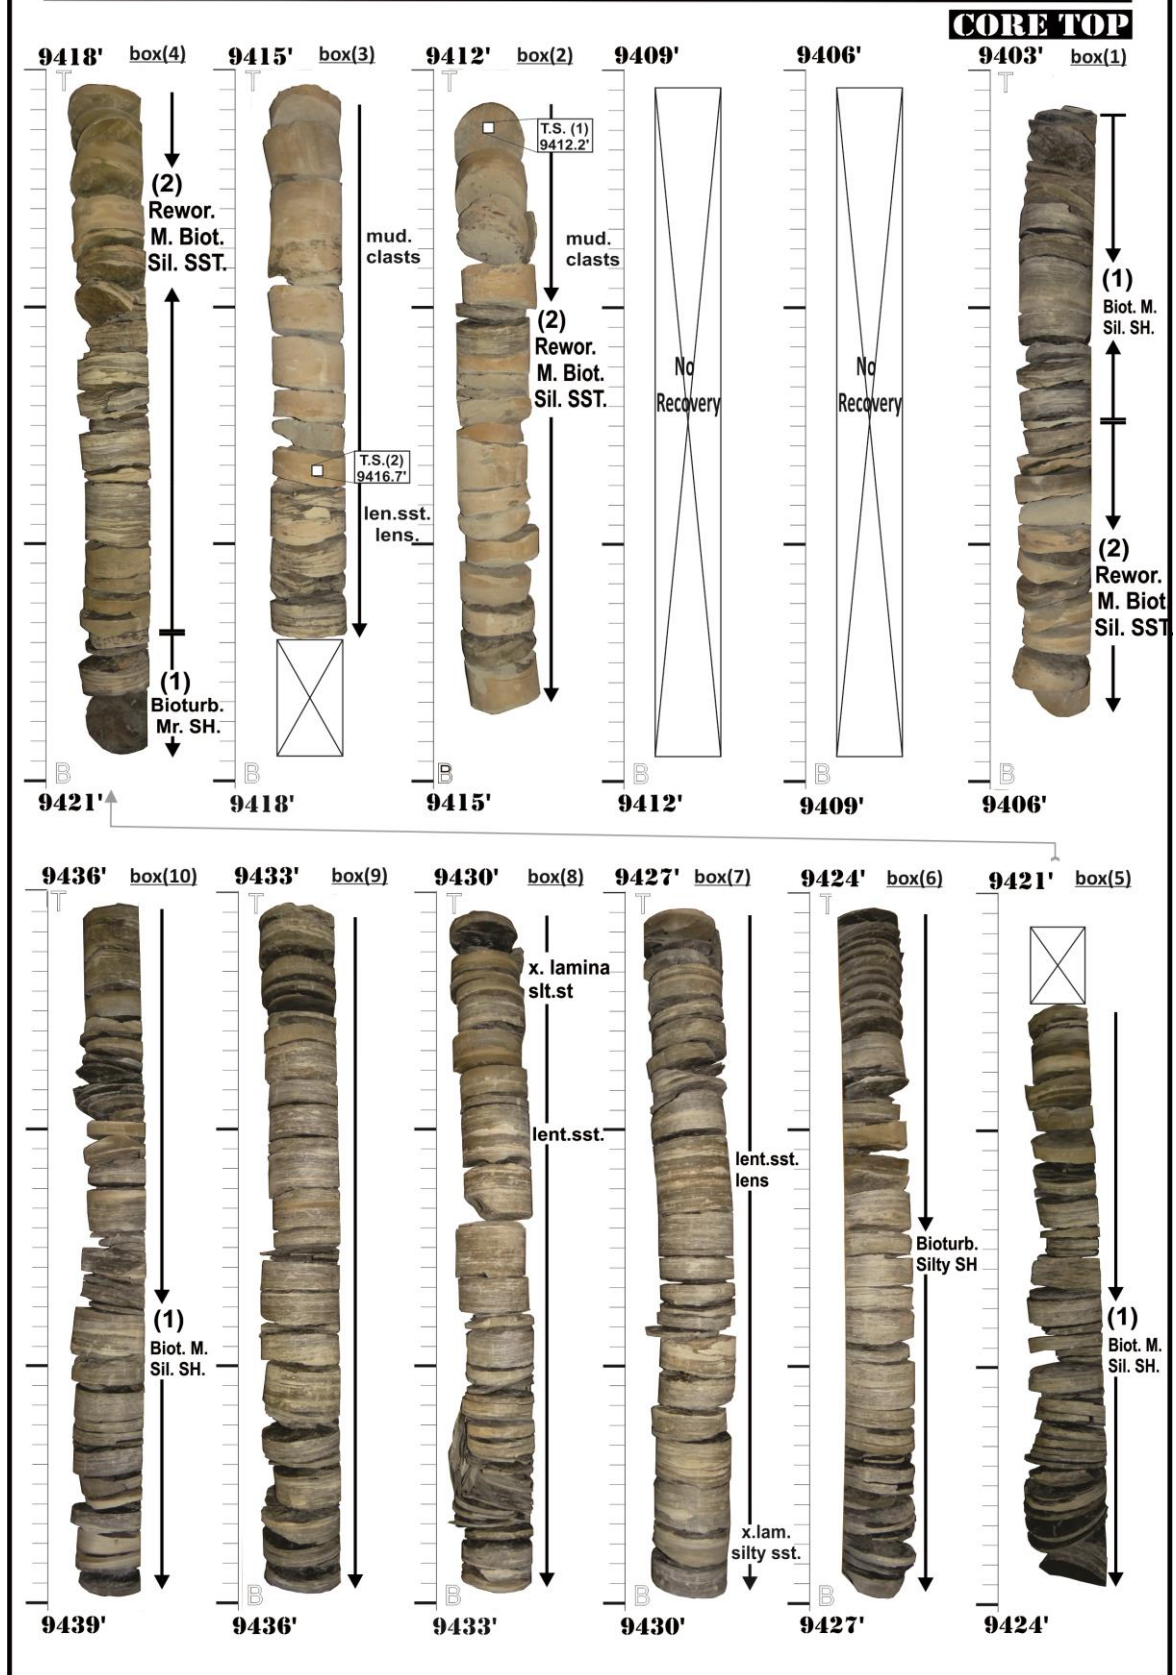 CORE TOP
9418' box(4)
9415' box(3)
9412' box(2)
9409'
9406'
9403' box(1)
T
T
T
(2)
Rewor.
M. Biot.
Sil. SST.
(1)
Bioturb.
Mr. SH.
mud.
clasts
T.S.(2)
9416.7'
len.sst.
lens.
T.S. (1)
9412.2'
mud.
clasts
(2)
Rewor.
M. Biot.
Sil. SST.
No
Recovery
No
Recovery
(1)
Biot. M.
Sil. SH.
(2)
Rewor.
M. Biot
Sil. SST.
B
B
B
9421'
9418'
9415'
9412'
9409'
9406'
9436' box(10)
9433' box(9)
9430' box(8)
9427' box(7)
9424' box(6)
9421' box(5)
T
T
T
T
(1)
Biot. M.
Sil. SH.
x. lamina
slt.st
lent.sst.
lent.sst.
lens
x.lam.
silty sst.
Bioturb.
Silty SH
(1)
Biot. M.
Sil. SH.
B
B
B
9439'
9436'
9433'
9430'
9427'
9424'